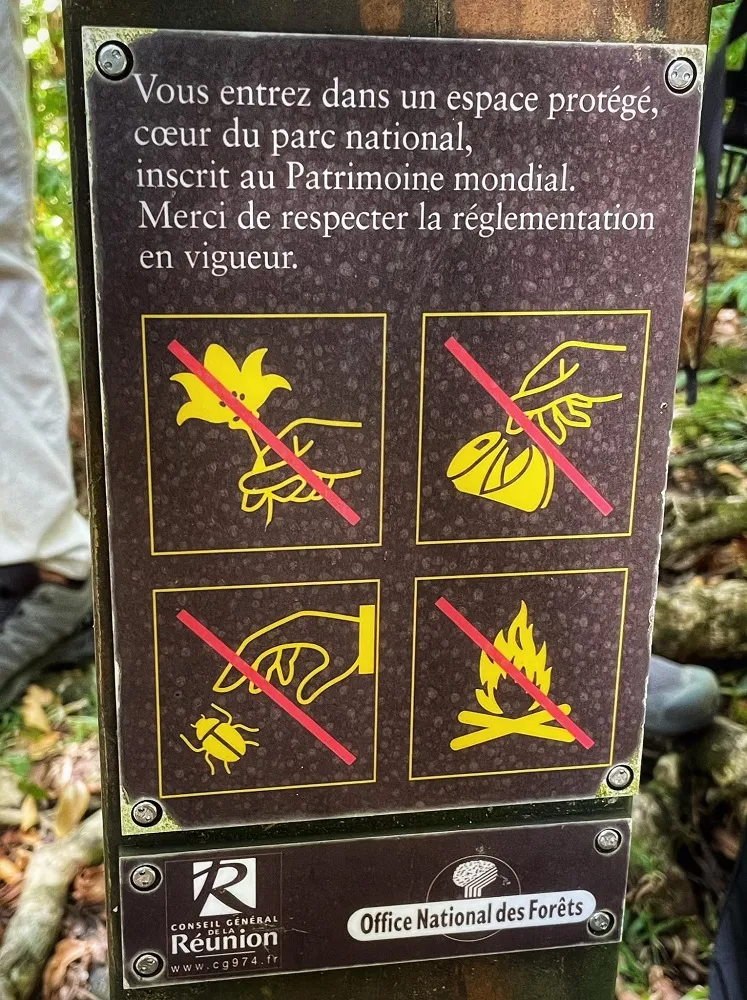 Vous entrez dans un espace protégé,
cœur du parc national,
inscrit au Patrimoine mondial.
Merci de respecter la réglementation
en vigueur.
R
CONSEIL GÉNÉRAL
DE LA
Réunion
www.cg974.fr
Office National des Forêts